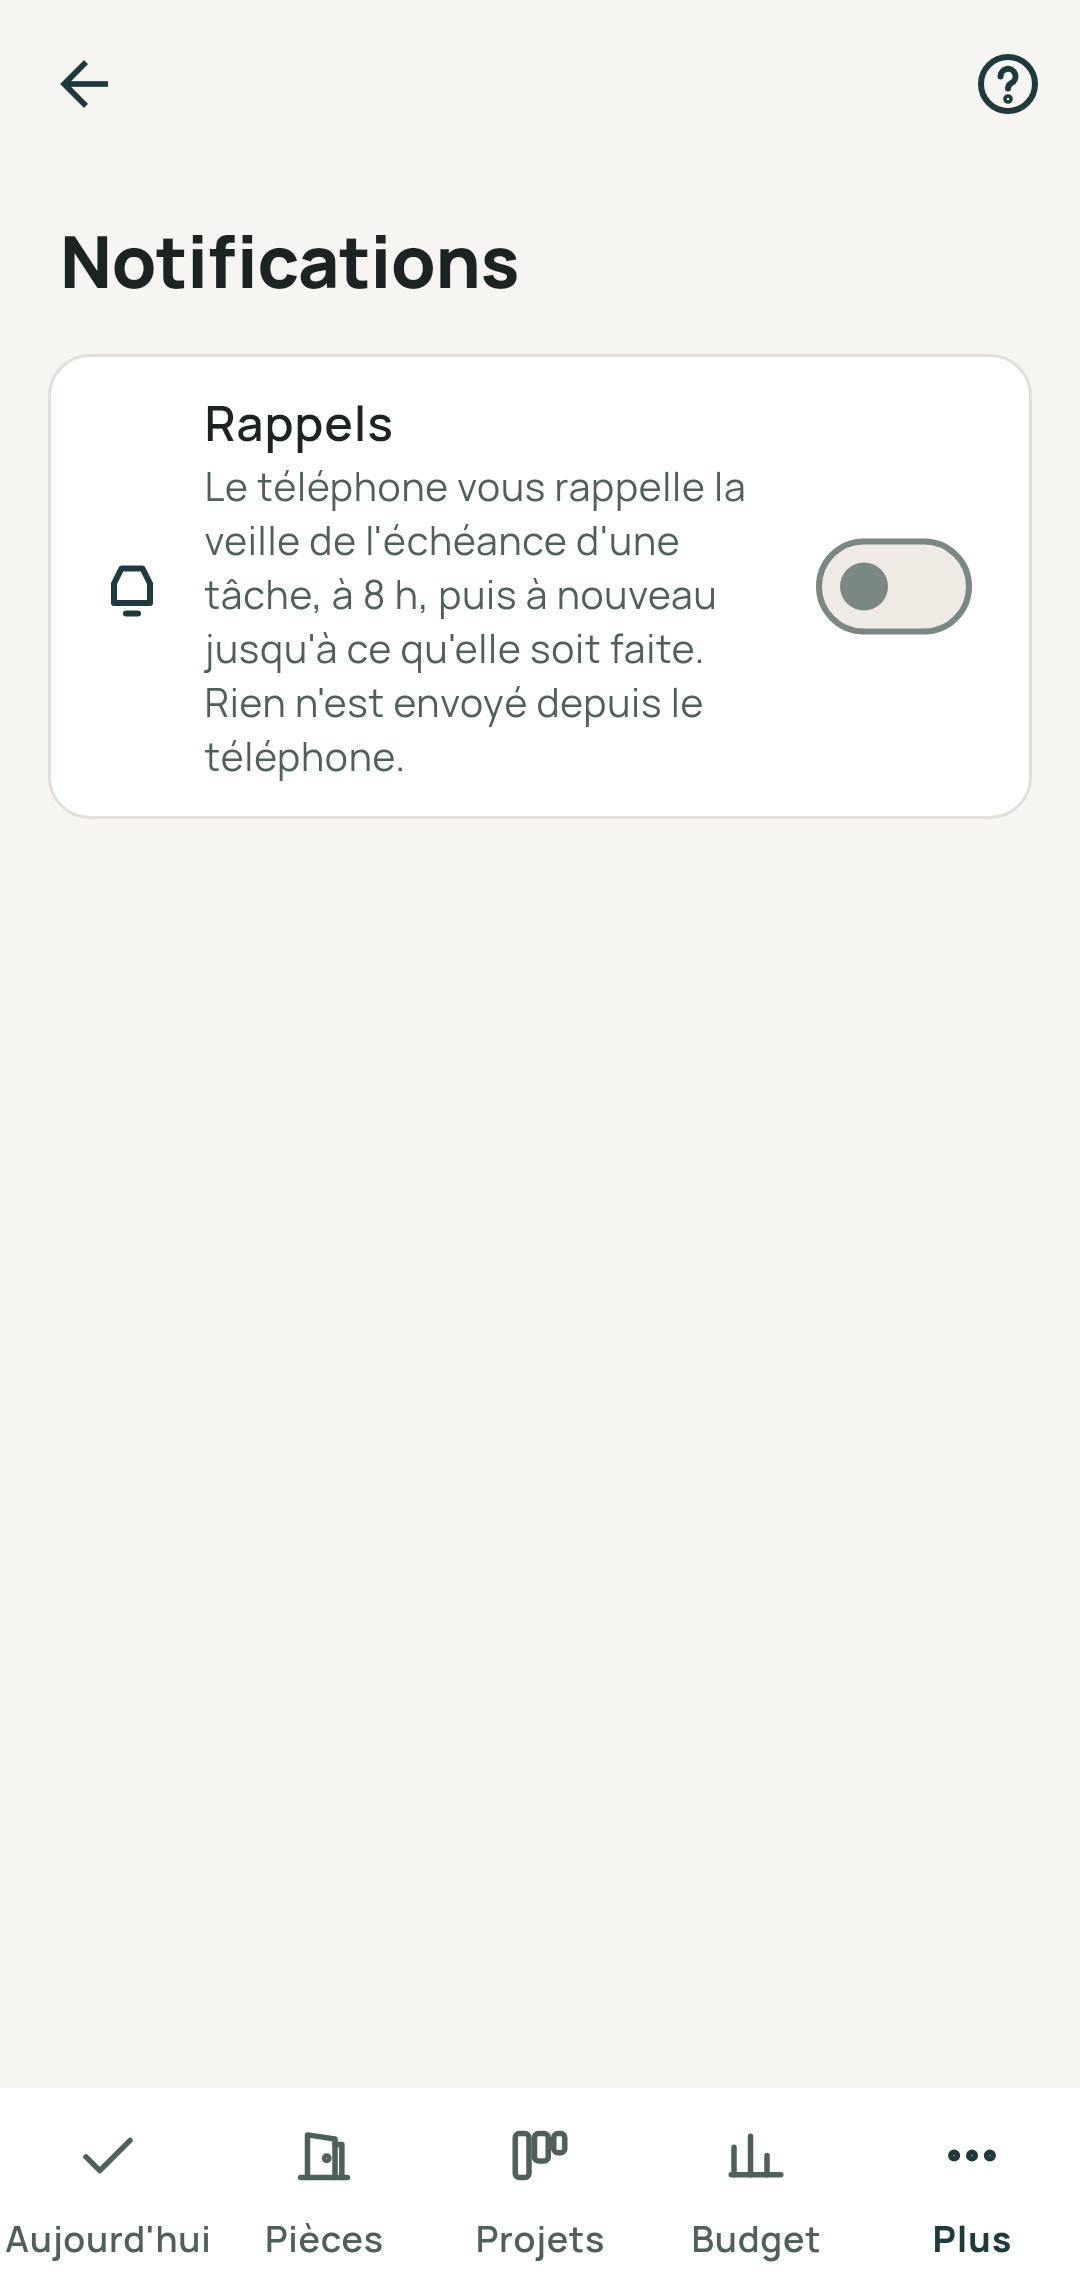 Notifications
Rappels
Le téléphone vous rappelle la
veille de l'échéance d'une
tâche, à 8 h, puis à nouveau
jusqu'à ce qu'elle soit faite.
Rien n'est envoyé depuis le
téléphone.
Aujourd'hui
Pièces
Projets
Budget
Plus